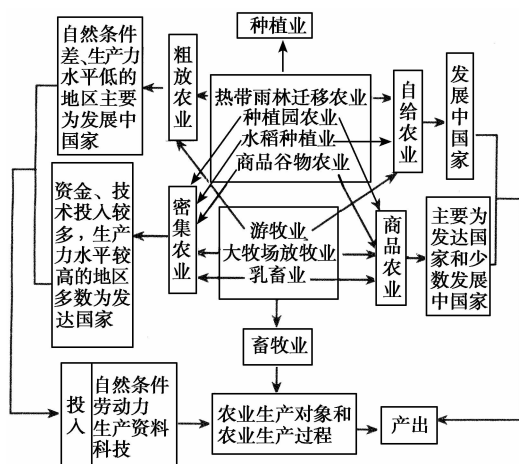 种植业
自然条件
差、生产力
水平低的
地区主要
为发展中
国家
粗放农业
热带雨林迁移农业
种植园农业
水稻种植业
商品谷物农业
自给农业
发展中国家
资金、技
术投入较
多，生产
力水平较
高的地区
多数为发
达国家
密集农业
游牧业
大牧场放牧业
乳畜业
商品农业
主要为
发达国
家和少
数发展
中国家
畜牧业
投入
自然条件
劳动力
生产资料
科技
农业生产对象和
农业生产过程
产出